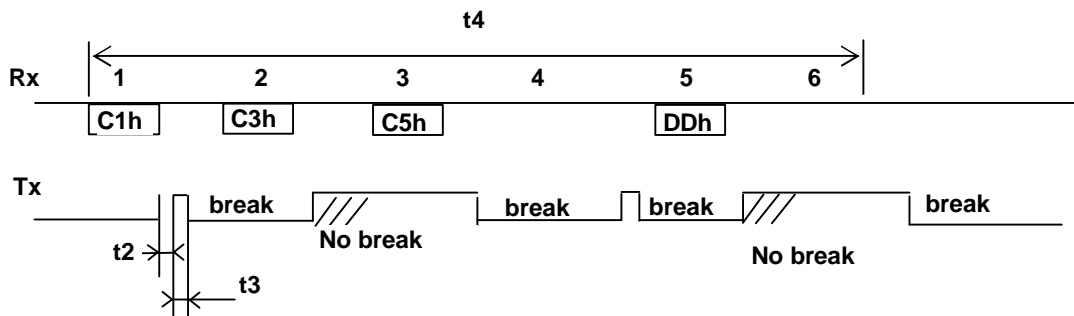 t4
Rx 1 2 3 4 5 6
C1h C3h C5h DDh
Tx break break break break
No break No break
t2
t3